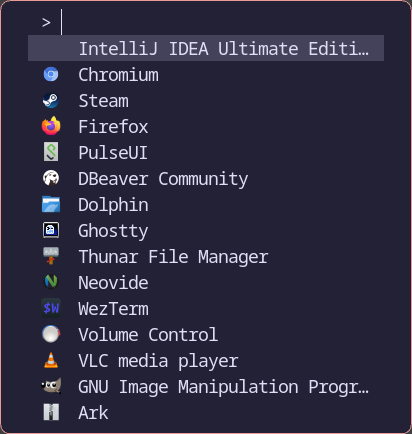 >
IntelliJ IDEA Ultimate Editi…
Chromium
Steam
Firefox
PulseUI
DBeaver Community
Dolphin
Ghostty
Thunar File Manager
Neovide
$W WezTerm
Volume Control
VLC media player
GNU Image Manipulation Progr…
Ark